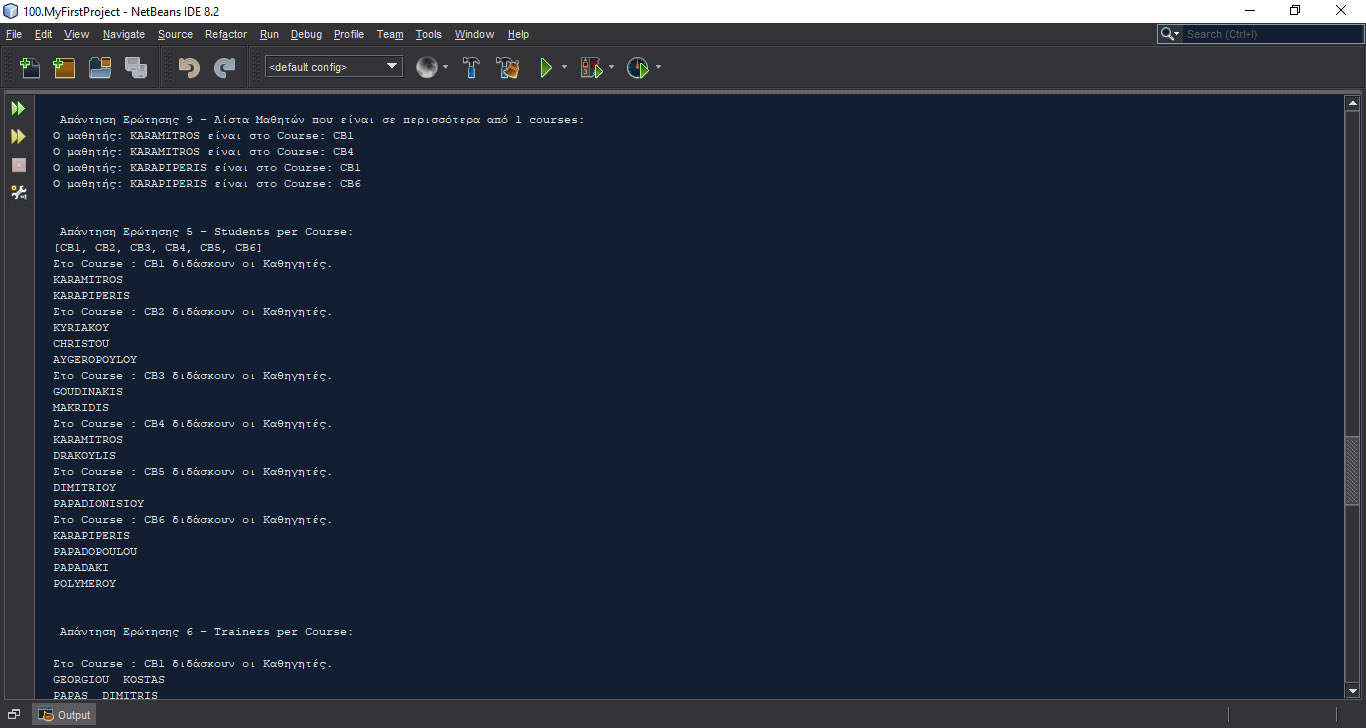 100.MyFirstProject - NetBeans IDE 8.2
File Edit View Navigate Source Refactor Run Debug Profile Team Tools Window Help
Search (Ctrl+I)
<default config>
Απάντηση Ερώτησης 9 - Λίστα Μαθητών που είναι σε περισσότερα από 1 courses:
Ο μαθητής: KARAMITROS είναι στο Course: CB1
Ο μαθητής: KARAMITROS είναι στο Course: CB4
Ο μαθητής: KARAPIPERIS είναι στο Course: CB1
Ο μαθητής: KARAPIPERIS είναι στο Course: CB6
Απάντηση Ερώτησης 5 - Students per Course:
[CB1, CB2, CB3, CB4, CB5, CB6]
Στο Course : CB1 διδάσκουν οι Καθηγητές.
KARAMITROS
KARAPIPERIS
Στο Course : CB2 διδάσκουν οι Καθηγητές.
KYRIAKOY
CHRISTOU
AYGEROPOYLOY
Στο Course : CB3 διδάσκουν οι Καθηγητές.
GOUDINAKIS
MAKRIDIS
Στο Course : CB4 διδάσκουν οι Καθηγητές.
KARAMITROS
DRAKOYLIS
Στο Course : CB5 διδάσκουν οι Καθηγητές.
DIMITRIOY
PAPADIONISIOY
Στο Course : CB6 διδάσκουν οι Καθηγητές.
KARAPIPERIS
PAPADOPOULOU
PAPADAKI
POLYMEROY
Απάντηση Ερώτησης 6 - Trainers per Course:
Στο Course : CB1 διδάσκουν οι Καθηγητές.
GEORGIOU KOSTAS
PAPAS DIMITRIS
Output